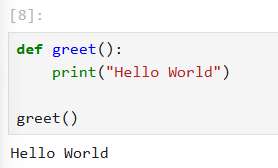 [8]:
def greet():
    print("Hello World")

greet()
Hello World